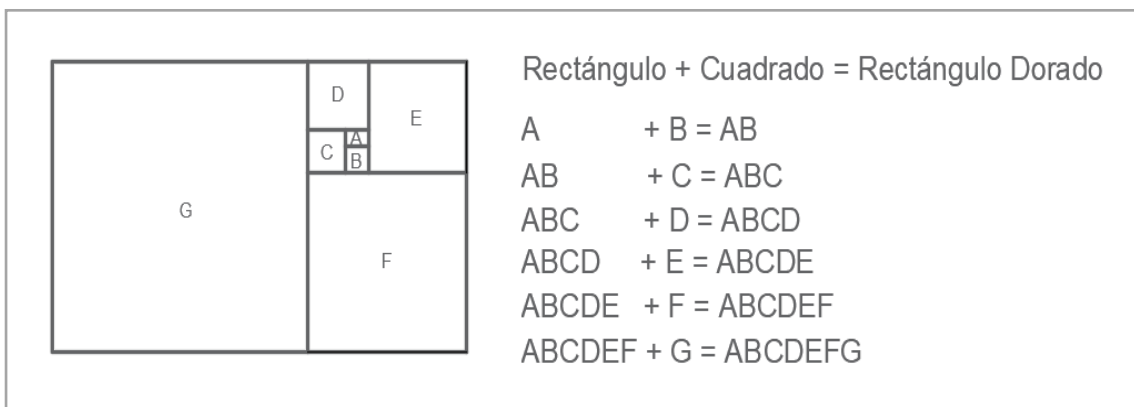 D
E
A
C
B
G
F
Rectángulo + Cuadrado = Rectángulo Dorado
A + B = AB
AB + C = ABC
ABC + D = ABCD
ABCD + E = ABCDE
ABCDE + F = ABCDEF
ABCDEF + G = ABCDEFG